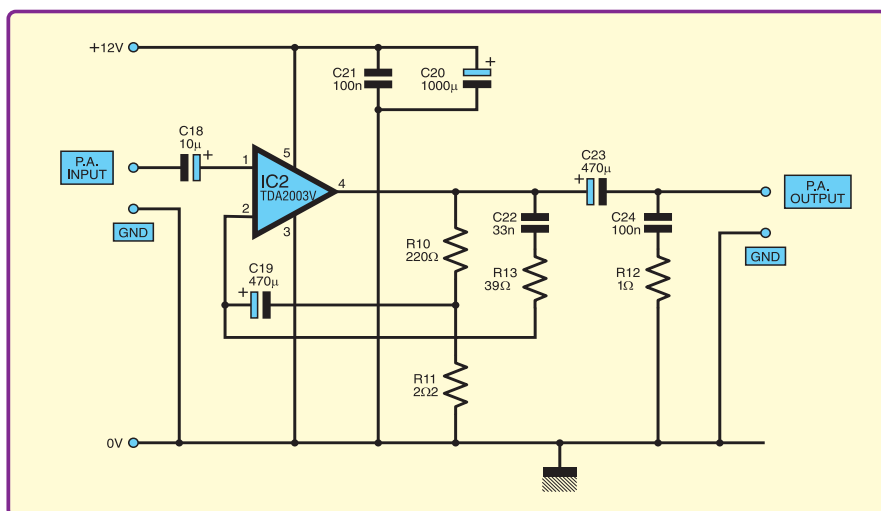 +12V
C21
100n
C20
1000µ
+
C18
10µ
+
P.A.
INPUT
1
5
IC2
TDA2003V
4
2
3
GND
C19
470µ
+
R10
220Ω
C22
33n
R13
39Ω
C23
470µ
+
C24
100n
R12
1Ω
P.A.
OUTPUT
GND
R11
2Ω2
0V